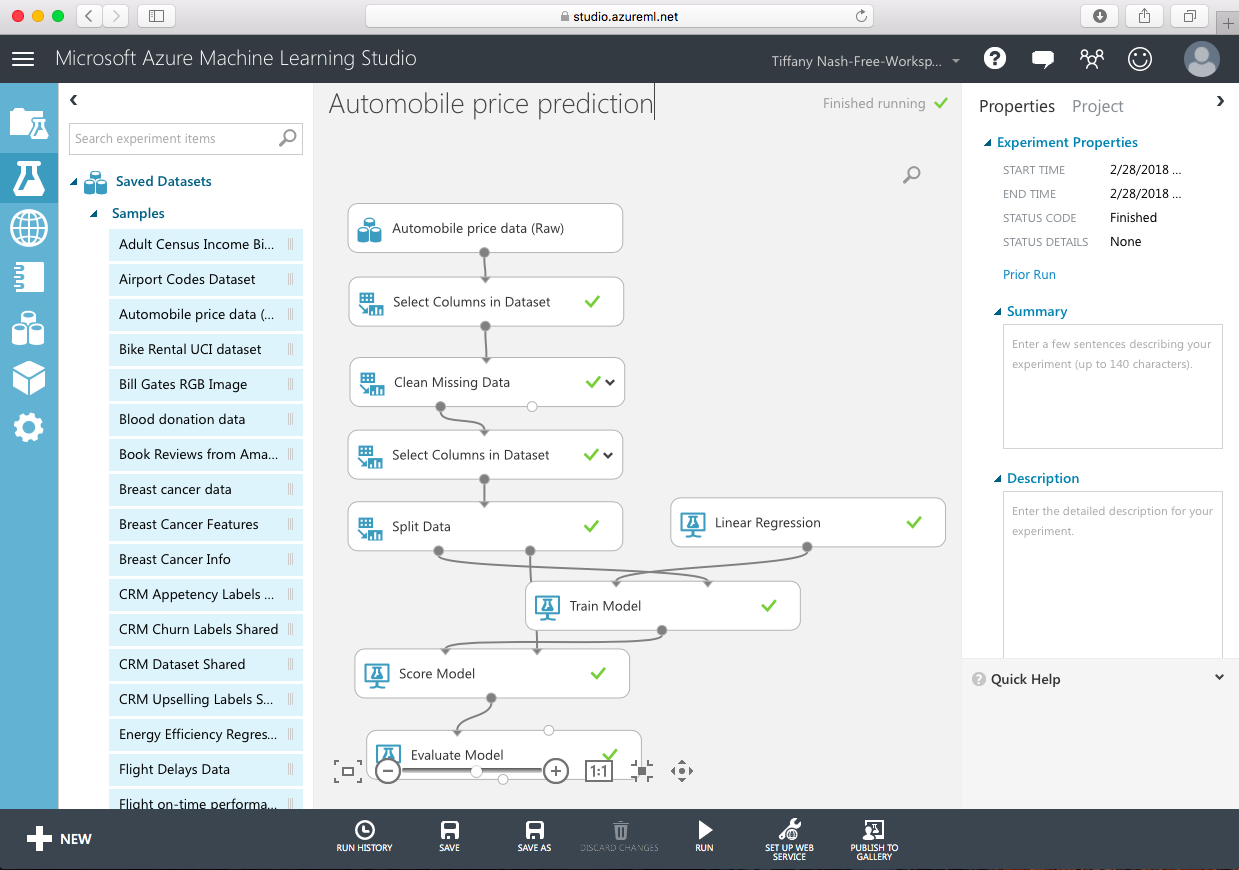 studio.azureml.net
Microsoft Azure Machine Learning Studio
Tiffany Nash-Free-Worksp...
?
Automobile price prediction
Finished running
Properties
Project
Search experiment items
Experiment Properties
START TIME 2/28/2018 ...
END TIME 2/28/2018 ...
STATUS CODE Finished
STATUS DETAILS None
Prior Run
Summary
Enter a few sentences describing your
experiment (up to 140 characters).
Description
Enter the detailed description for your
experiment.
? Quick Help
Saved Datasets
Samples
Adult Census Income Bi...
Airport Codes Dataset
Automobile price data (...
Bike Rental UCI dataset
Bill Gates RGB Image
Blood donation data
Book Reviews from Ama...
Breast cancer data
Breast Cancer Features
Breast Cancer Info
CRM Appetency Labels ...
CRM Churn Labels Shared
CRM Dataset Shared
CRM Upselling Labels S...
Energy Efficiency Regres...
Flight Delays Data
Flight on-time performa...
Automobile price data (Raw)
Select Columns in Dataset
Clean Missing Data
Select Columns in Dataset
Split Data
Linear Regression
Train Model
Score Model
Evaluate Model
1:1
NEW
RUN HISTORY
SAVE
SAVE AS
DISCARD CHANGES
RUN
SET UP WEB
SERVICE
PUBLISH TO
GALLERY